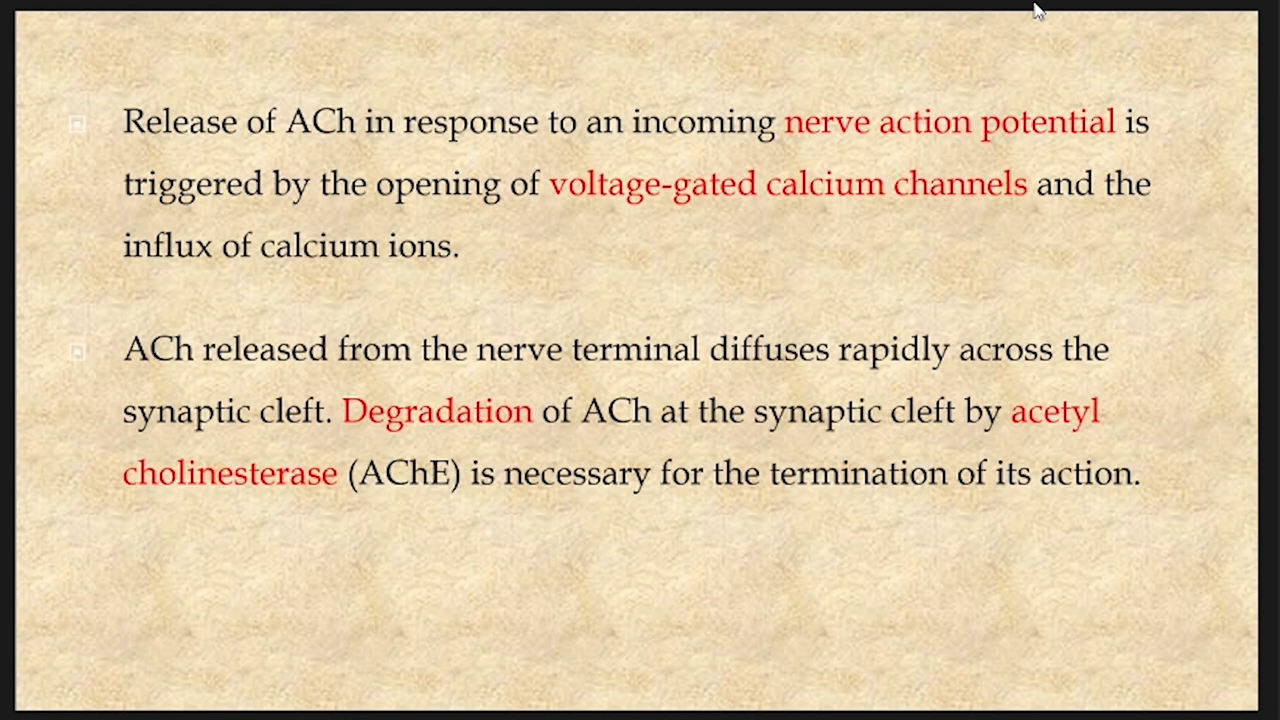 Release of ACh in response to an incoming nerve action potential is
triggered by the opening of voltage-gated calcium channels and the
influx of calcium ions.
ACh released from the nerve terminal diffuses rapidly across the
synaptic cleft. Degradation of ACh at the synaptic cleft by acetyl
cholinesterase (AChE) is necessary for the termination of its action.